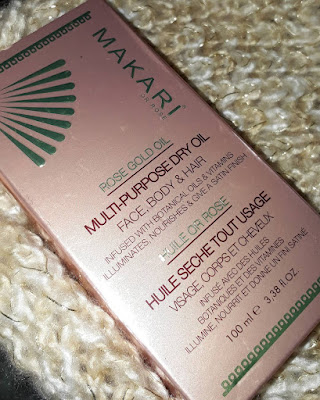 MAKARI
ROSE GOLD OIL
MULTI-PURPOSE DRY OIL
FACE, BODY & HAIR
INFUSED WITH BOTANICAL OILS & VITAMINS
ILLUMINATES, NOURISHES & GIVE A SATIN FINISH
HUILE OR ROSE
HUILE SECHE TOUT USAGE
VISAGE, CORPS ET CHEVEUX
INFUSÉ AVEC DES HUILES
BOTANIQUES ET DES VITAMINES
ILLUMINE, NOURRIT ET DONNE UN FINI SATINÉ
100 ml e 3.38 fl.oz.